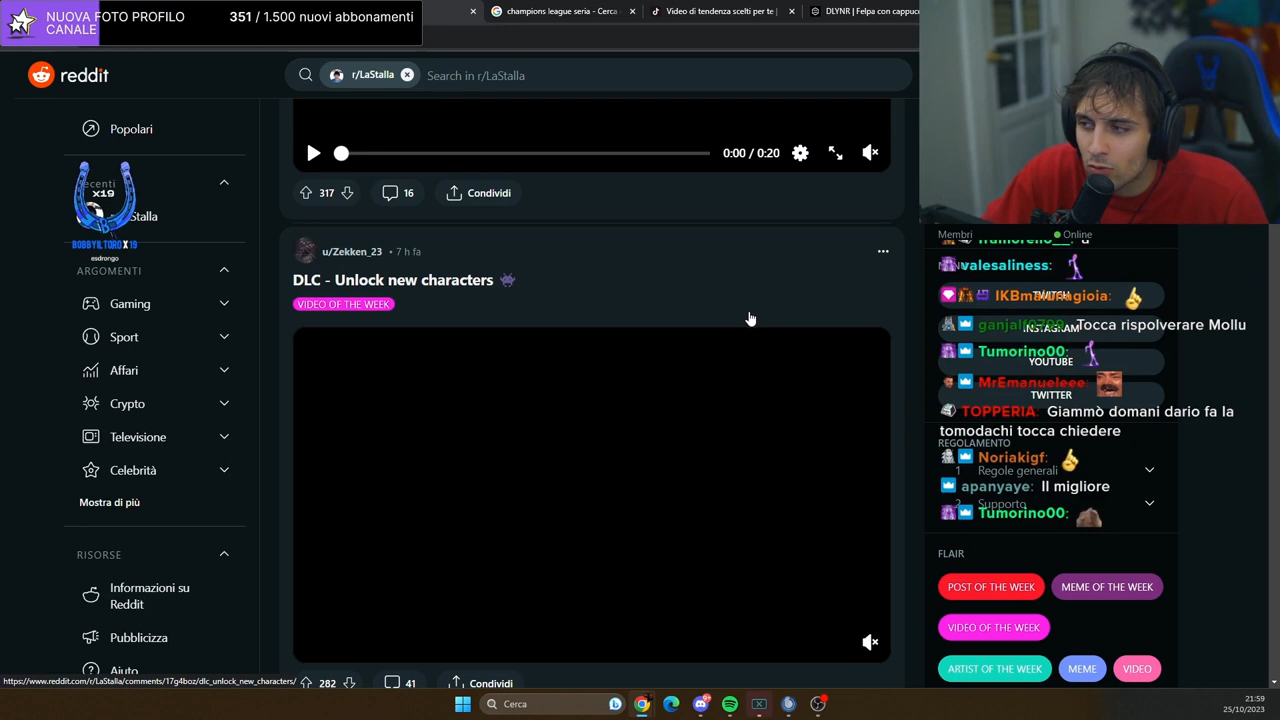 NUOVA FOTO PROFILO
CANALE
351 / 1.500 nuovi abbonamenti
champions league seria - Cerca
Video di tendenza scelti per te |
DLYNR | Felpa con cappuc
reddit
r/LaStalla
Search in r/LaStalla
Popolari
x19
BOBBYILTORO X 19
esdrongo
ARGOMENTI
Gaming
Sport
Affari
Crypto
Televisione
Celebrità
Mostra di più
RISORSE
Informazioni su
Reddit
Pubblicizza
Aiuto
0:00 / 0:20
317
16
Condividi
u/Zekken_23 • 7 h fa
DLC - Unlock new characters
VIDEO OF THE WEEK
282
41
Condividi
Membri
Online
valesaliness:
TWITCH
ganjalf0799: Tocca rispolverare Mollu
INSTAGRAM
Tumorino00:
YOUTUBE
MrEmanueleee:
TWITTER
TOPPERIA: Giammò domani dario fa la
tomodachi tocca chiedere
REGOLAMENTO
Noriakigf:
1 Regole generali
apanyaye: Il migliore
2 Supporto
Tumorino00:
FLAIR
POST OF THE WEEK
MEME OF THE WEEK
VIDEO OF THE WEEK
ARTIST OF THE WEEK
MEME
VIDEO
https://www.reddit.com/r/LaStalla/comments/17g4boz/dlc_unlock_new_characters/
Cerca
21:59
25/10/2023